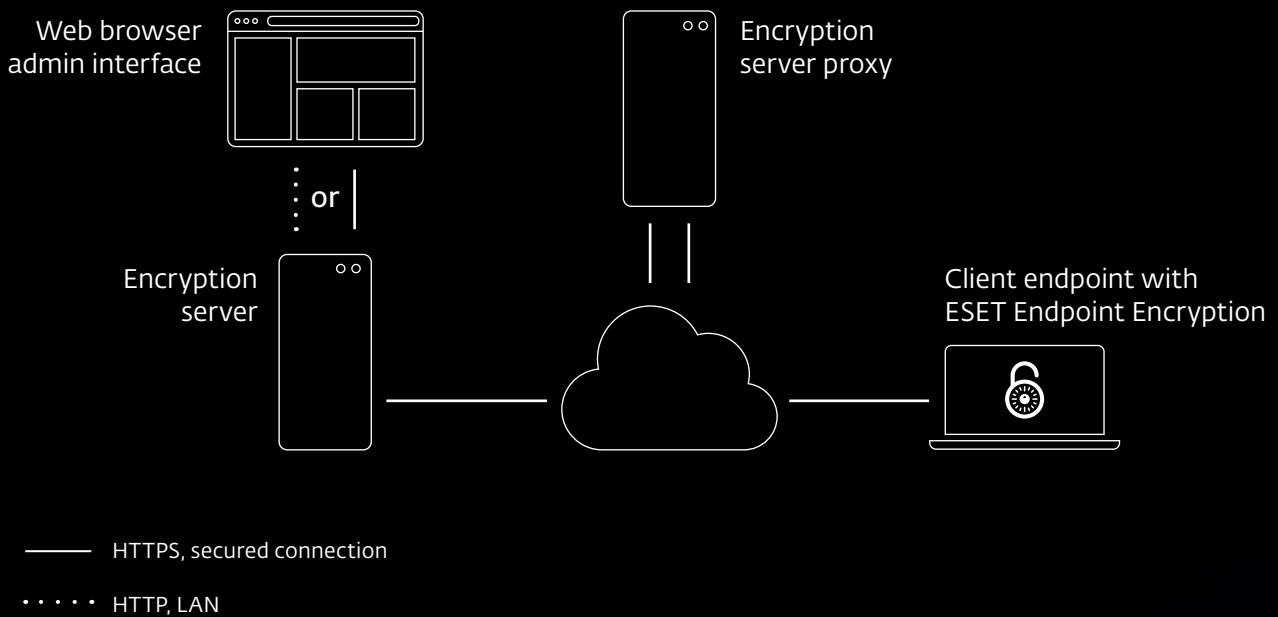 Web browser
admin interface
Encryption
server proxy
or
Encryption
server
Client endpoint with
ESET Endpoint Encryption
HTTPS, secured connection
HTTP, LAN